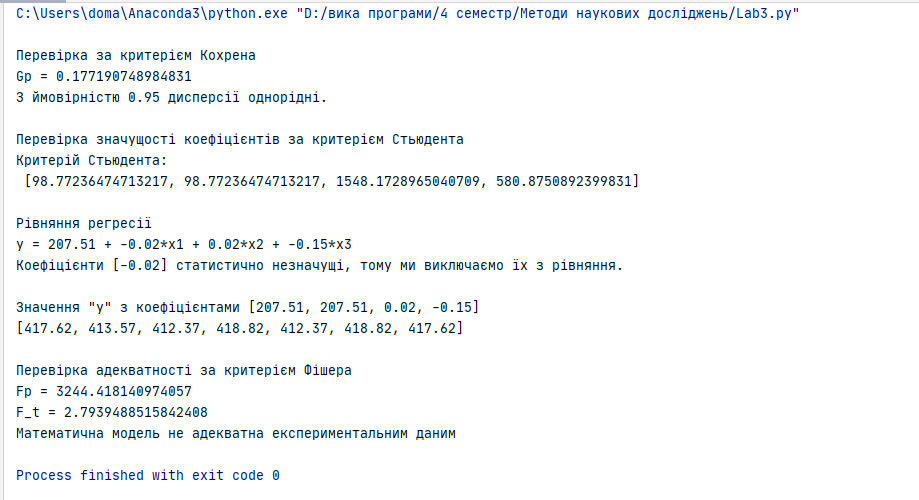 C:\Users\doma\Anaconda3\python.exe "D:/вика програми/4 семестр/Методи наукових досліджень/Lab3.py"
Перевірка за критерієм Кохрена
Gp = 0.177190748984831
З ймовірністю 0.95 дисперсії однорідні.
Перевірка значущості коефіцієнтів за критерієм Стьюдента
Критерій Стьюдента:
[98.77236474713217, 98.77236474713217, 1548.1728965040709, 580.8750892399831]
Рівняння регресії
y = 207.51 + -0.02*x1 + 0.02*x2 + -0.15*x3
Коефіцієнти [-0.02] статистично незначущі, тому ми виключаємо їх з рівняння.
Значення "y" з коефіцієнтами [207.51, 207.51, 0.02, -0.15]
[417.62, 413.57, 412.37, 418.82, 412.37, 418.82, 417.62]
Перевірка адекватності за критерієм Фішера
Fp = 3244.418140974057
F_t = 2.7939488515842408
Математична модель не адекватна експериментальним даним
Process finished with exit code 0